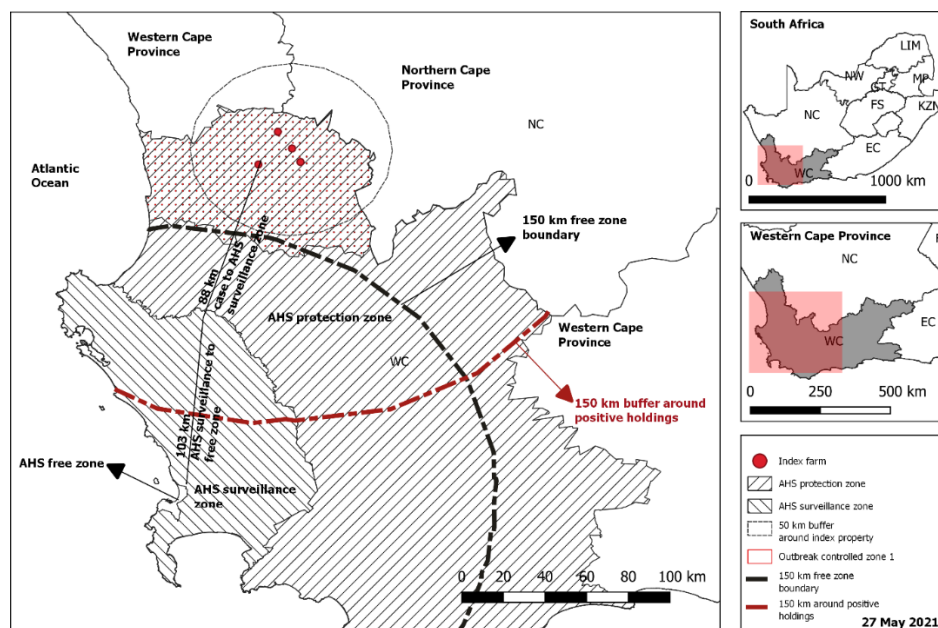 Western Cape
Province
Northern Cape
Province
NC
Atlantic
Ocean
150 km free zone
boundary
88 km
case to AHS
surveillance zone
AHS protection zone
WC
Western Cape
Province
150 km buffer around
positive holdings
103 km
AHS surveillance to
free zone
AHS free zone
AHS surveillance
zone
0 20 40 60 80 100 km
South Africa
LIM
NW
GT
MP
FS
KZN
NC
EC
WC
0 1000 km
Western Cape Province
NC
WC
EC
0 250 500 km
Index farm
AHS protection zone
AHS surveillance zone
50 km buffer
around index property
Outbreak controlled zone 1
150 km free zone
boundary
150 km around positive
holdings
27 May 2021